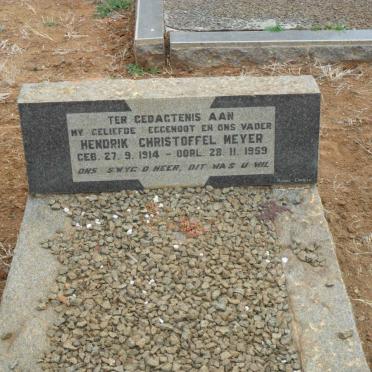 TER GEDAGTENIS AAN
MY GELIEFDE EGGENOOT EN ONS VADER
HENDRIK CHRISTOFFEL MEYER
GEB. 27. 9. 1914 - OORL. 28. 11. 1959
ONS SWYG O HEER, DIT WAS U WIL